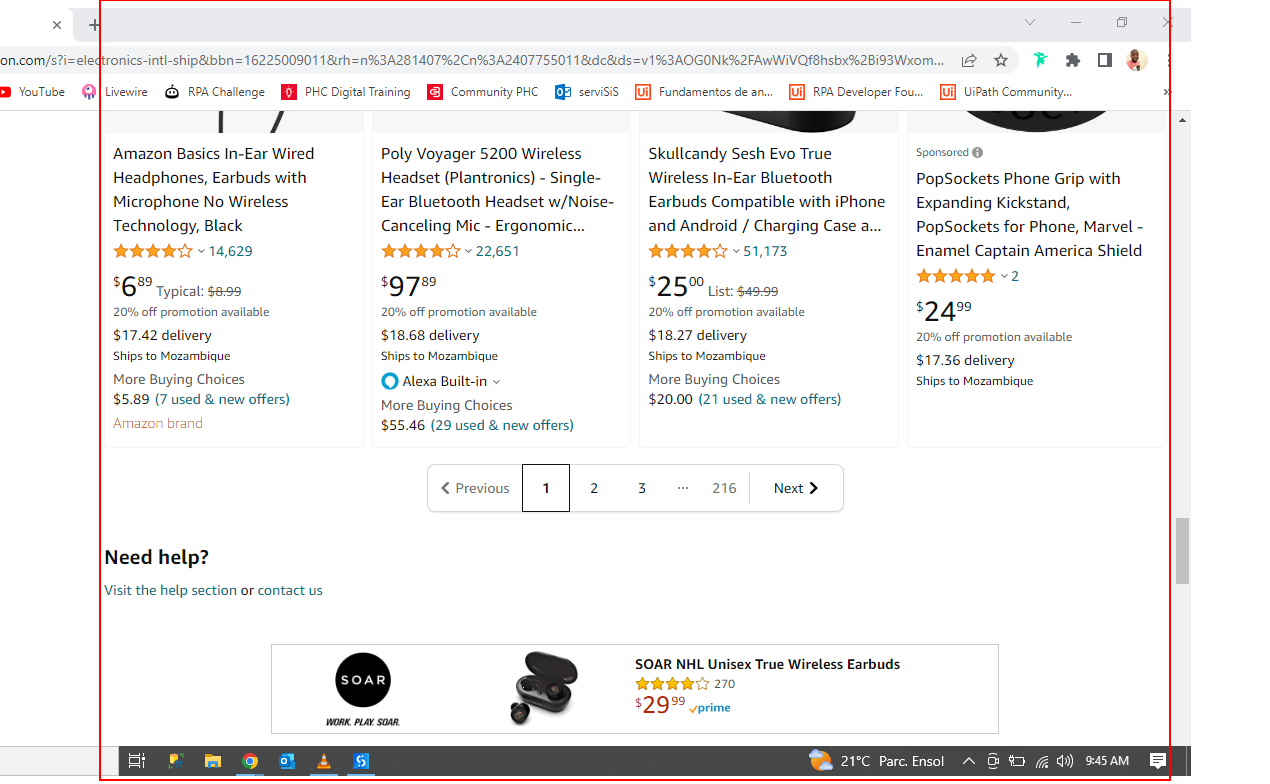 on.com/s?i=electronics-intl-ship&bbn=16225009011&rh=n%3A281407%2Cn%3A2407755011&dc&ds=v1%3AOG0Nk%2FAwWiVQf8hsbx%2Bi93Wxom...
YouTube Livewire RPA Challenge PHC Digital Training Community PHC serviSiS Fundamentos de an... RPA Developer Fou... UiPath Community... »
Amazon Basics In-Ear Wired
Headphones, Earbuds with
Microphone No Wireless
Technology, Black
14,629
$6.89 Typical: $8.99
20% off promotion available
$17.42 delivery
Ships to Mozambique
More Buying Choices
$5.89 (7 used & new offers)
Amazon brand
Poly Voyager 5200 Wireless
Headset (Plantronics) - Single-
Ear Bluetooth Headset w/Noise-
Canceling Mic - Ergonomic...
22,651
$97.89
20% off promotion available
$18.68 delivery
Ships to Mozambique
Alexa Built-in
More Buying Choices
$55.46 (29 used & new offers)
Skullcandy Sesh Evo True
Wireless In-Ear Bluetooth
Earbuds Compatible with iPhone
and Android / Charging Case a...
51,173
$25.00 List: $49.99
20% off promotion available
$18.27 delivery
Ships to Mozambique
More Buying Choices
$20.00 (21 used & new offers)
Sponsored
PopSockets Phone Grip with
Expanding Kickstand,
PopSockets for Phone, Marvel -
Enamel Captain America Shield
2
$24.99
20% off promotion available
$17.36 delivery
Ships to Mozambique
Previous 1 2 3 ... 216 Next
Need help?
Visit the help section or contact us
SOAR
WORK. PLAY. SOAR.
SOAR NHL Unisex True Wireless Earbuds
270
$29.99 prime
21°C Parc. Ensol 9:45 AM